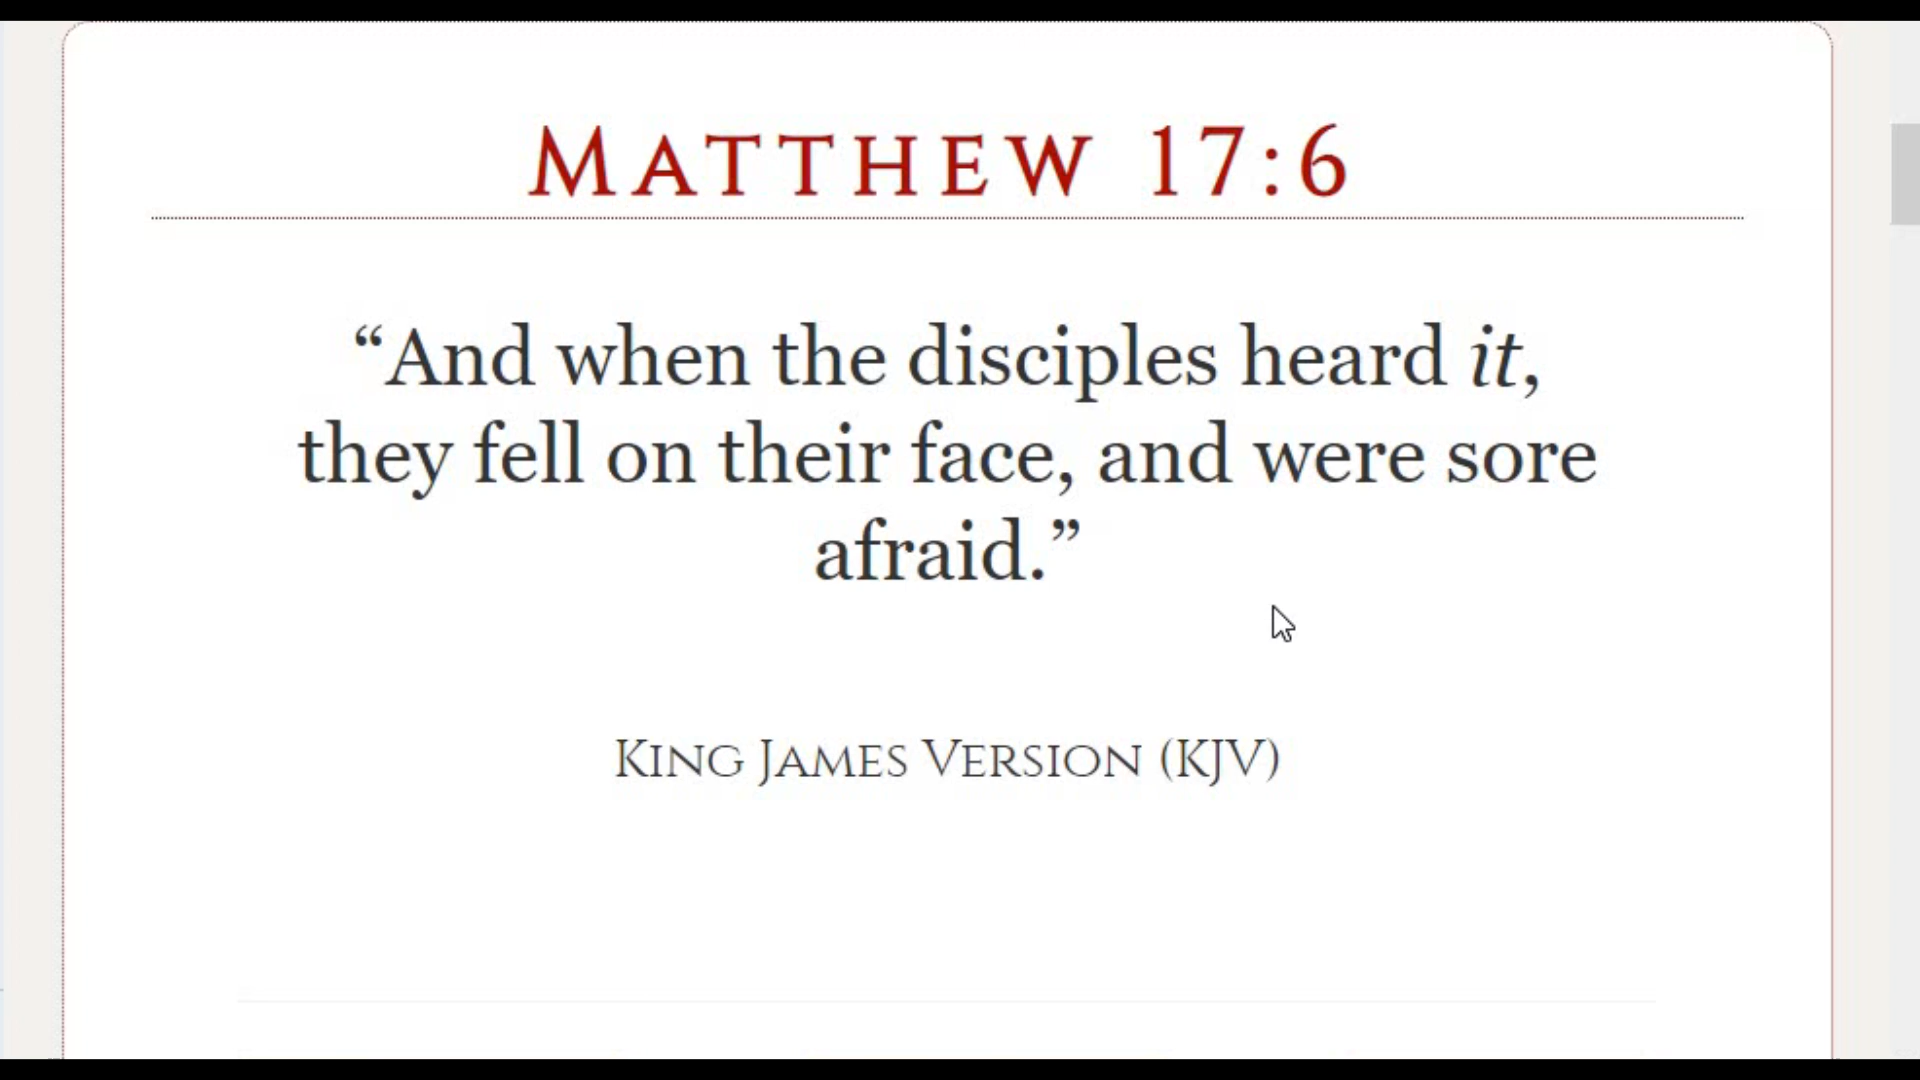 Matthew 17:6
“And when the disciples heard it,
they fell on their face, and were sore
afraid.”
King James Version (KJV)